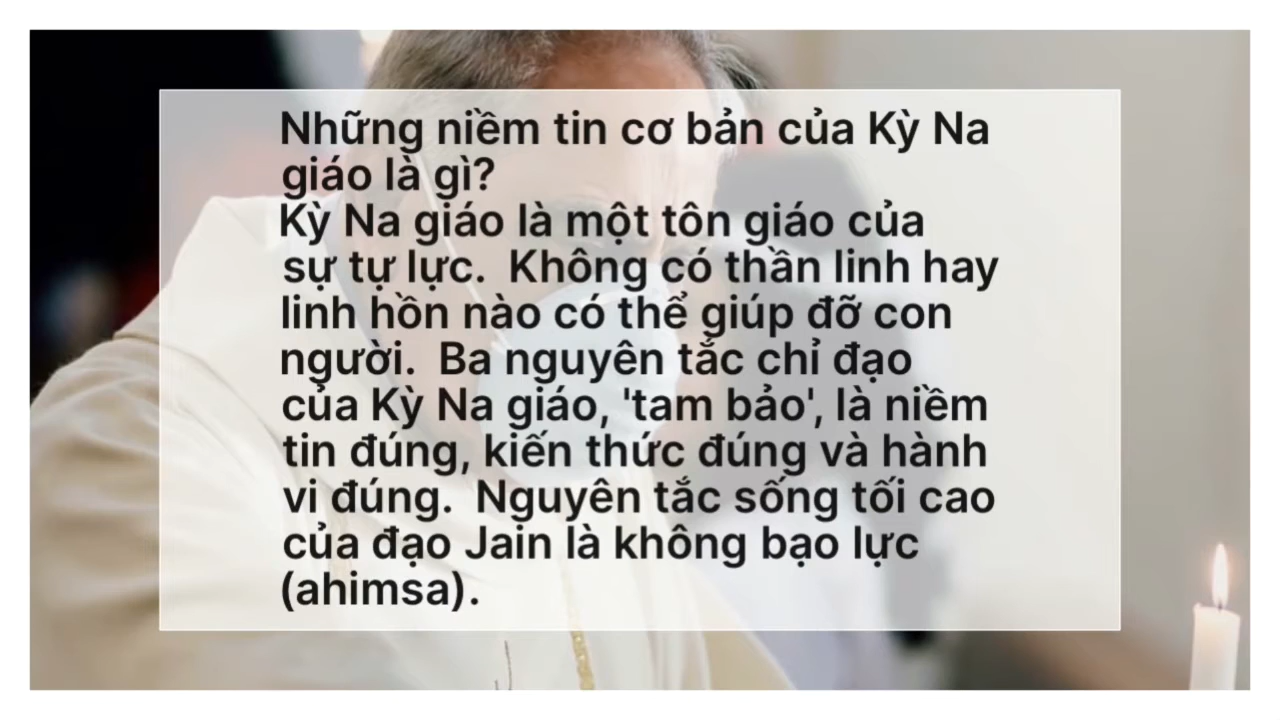 Những niềm tin cơ bản của Kỳ Na
giáo là gì?
Kỳ Na giáo là một tôn giáo của
sự tự lực.  Không có thần linh hay
linh hồn nào có thể giúp đỡ con
người.  Ba nguyên tắc chỉ đạo
của Kỳ Na giáo, 'tam bảo', là niềm
tin đúng, kiến thức đúng và hành
vi đúng.  Nguyên tắc sống tối cao
của đạo Jain là không bạo lực
(ahimsa).